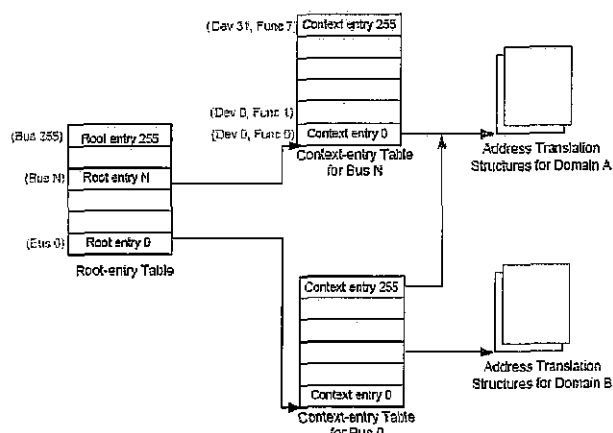 (Dev 31, Func 7) Context entry 255
(Dev 0, Func 1)
(Dev 0, Func 0) Context entry 0
Context-entry Table
for Bus N
Address Translation
Structures for Domain A
(Bus 255) Root entry 255
(Bus N) Root entry N
(Bus 0) Root entry 0
Root-entry Table
Context entry 255
Context entry 0
Context-entry Table
for Bus 0
Address Translation
Structures for Domain B